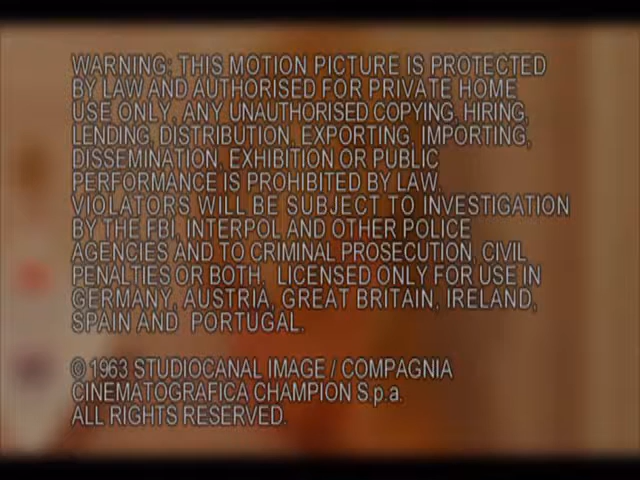 WARNING: THIS MOTION PICTURE IS PROTECTED
BY LAW AND AUTHORISED FOR PRIVATE HOME
USE ONLY, ANY UNAUTHORISED COPYING, HIRING,
LENDING, DISTRIBUTION, EXPORTING, IMPORTING,
DISSEMINATION, EXHIBITION OR PUBLIC
PERFORMANCE IS PROHIBITED BY LAW.
VIOLATORS WILL BE SUBJECT TO INVESTIGATION
BY THE FBI, INTERPOL AND OTHER POLICE
AGENCIES AND TO CRIMINAL PROSECUTION, CIVIL
PENALTIES OR BOTH. LICENSED ONLY FOR USE IN
GERMANY, AUSTRIA, GREAT BRITAIN, IRELAND,
SPAIN AND PORTUGAL.
© 1963 STUDIOCANAL IMAGE / COMPAGNIA
CINEMATOGRAFICA CHAMPION S.p.a.
ALL RIGHTS RESERVED.